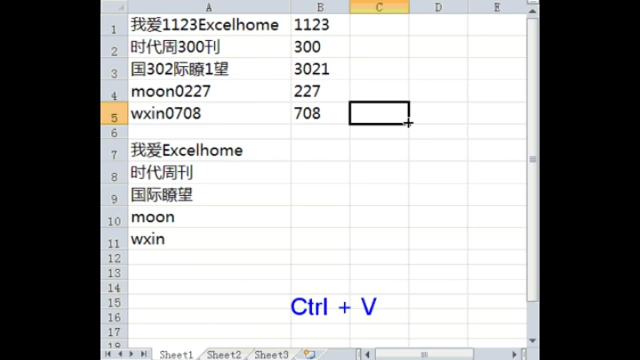 A B C D E
1 我爱1123Excelhome 1123
2 时代周300刊 300
3 国302际瞭1望 3021
4 moon0227 227
5 wxin0708 708
6
7 我爱Excelhome
8 时代周刊
9 国际瞭望
10 moon
11 wxin
12
13
14
15
16
17
18
Ctrl + V
Sheet1 Sheet2 Sheet3